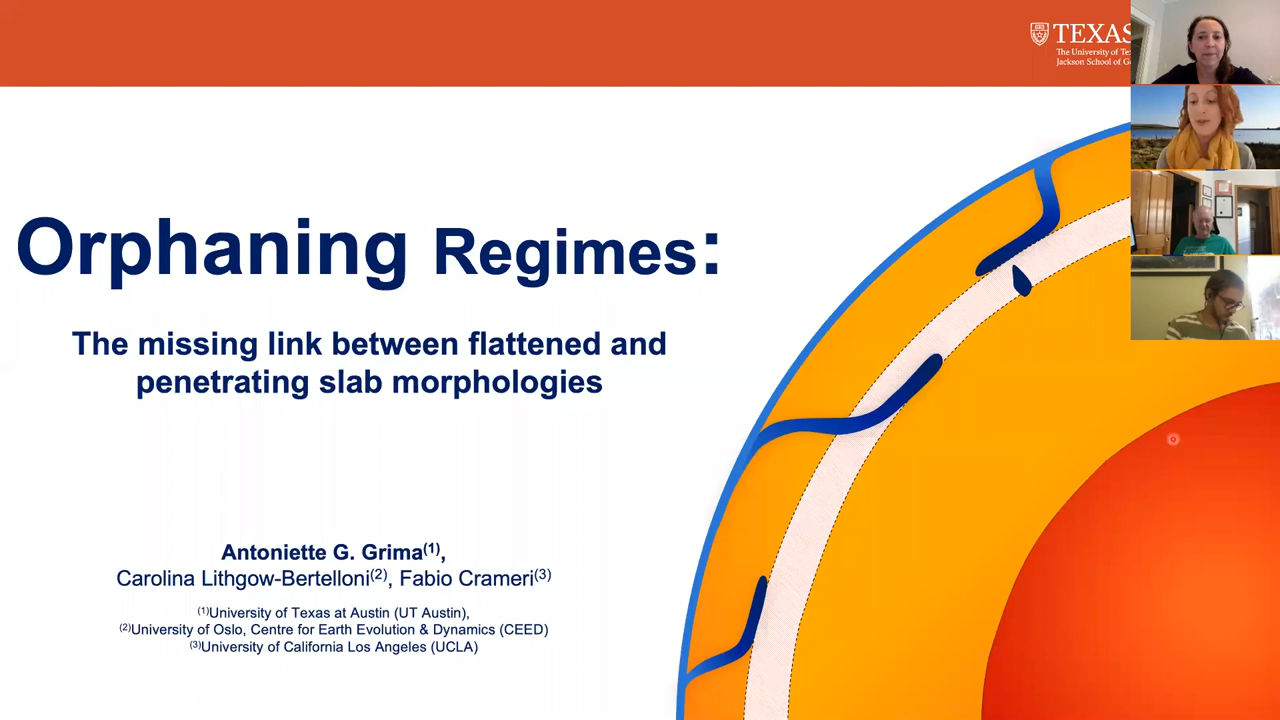 TEXAS
The University of Te
Jackson School of G
Orphaning Regimes:
The missing link between flattened and
penetrating slab morphologies
Antoniette G. Grima(1),
Carolina Lithgow-Bertelloni(2), Fabio Crameri(3)
(1)University of Texas at Austin (UT Austin),
(2)University of Oslo, Centre for Earth Evolution & Dynamics (CEED)
(3)University of California Los Angeles (UCLA)